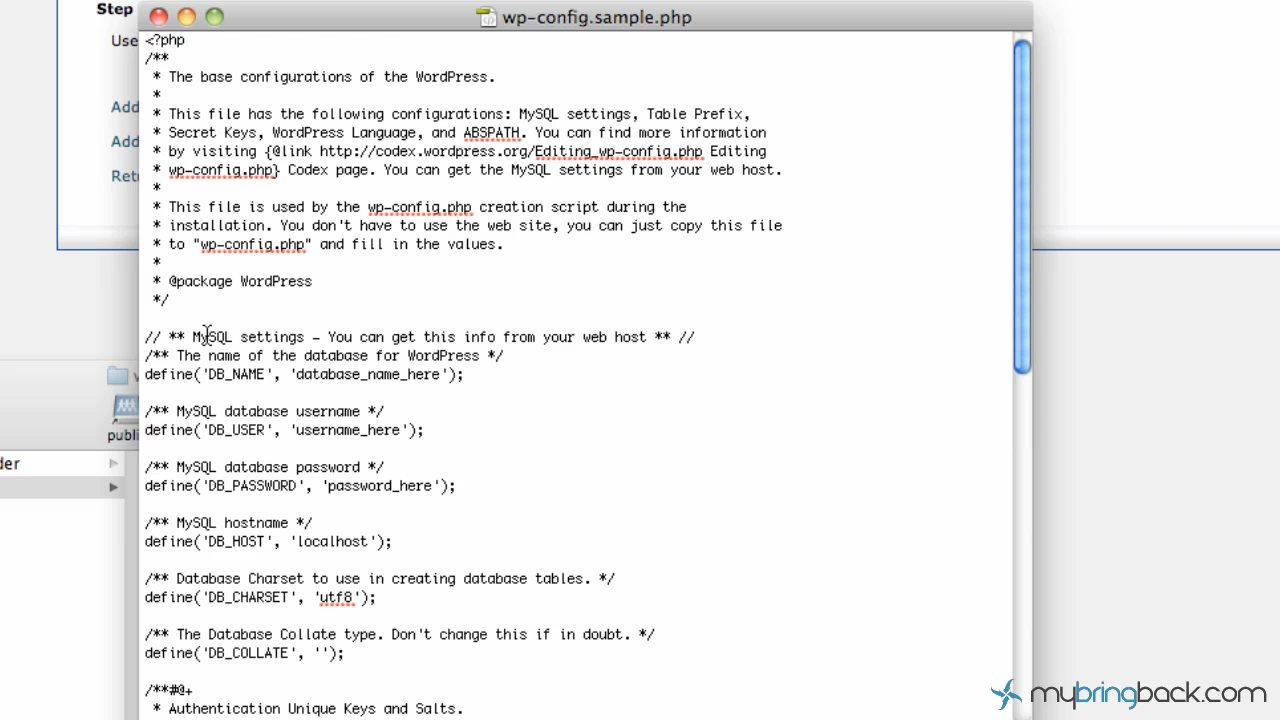 Step
wp-config.sample.php
Use
Add
Add
Ret
<?php
/**
 * The base configurations of the WordPress.
 *
 * This file has the following configurations: MySQL settings, Table Prefix,
 * Secret Keys, WordPress Language, and ABSPATH. You can find more information
 * by visiting {@link http://codex.wordpress.org/Editing_wp-config.php Editing
 * wp-config.php} Codex page. You can get the MySQL settings from your web host.
 *
 * This file is used by the wp-config.php creation script during the
 * installation. You don't have to use the web site, you can just copy this file
 * to "wp-config.php" and fill in the values.
 *
 * @package WordPress
 */
// ** MySQL settings - You can get this info from your web host ** //
/** The name of the database for WordPress */
define('DB_NAME', 'database_name_here');
/** MySQL database username */
define('DB_USER', 'username_here');
/** MySQL database password */
define('DB_PASSWORD', 'password_here');
/** MySQL hostname */
define('DB_HOST', 'localhost');
/** Database Charset to use in creating database tables. */
define('DB_CHARSET', 'utf8');
/** The Database Collate type. Don't change this if in doubt. */
define('DB_COLLATE', '');
/**#@+
 * Authentication Unique Keys and Salts.
publi
der
mybringback.com